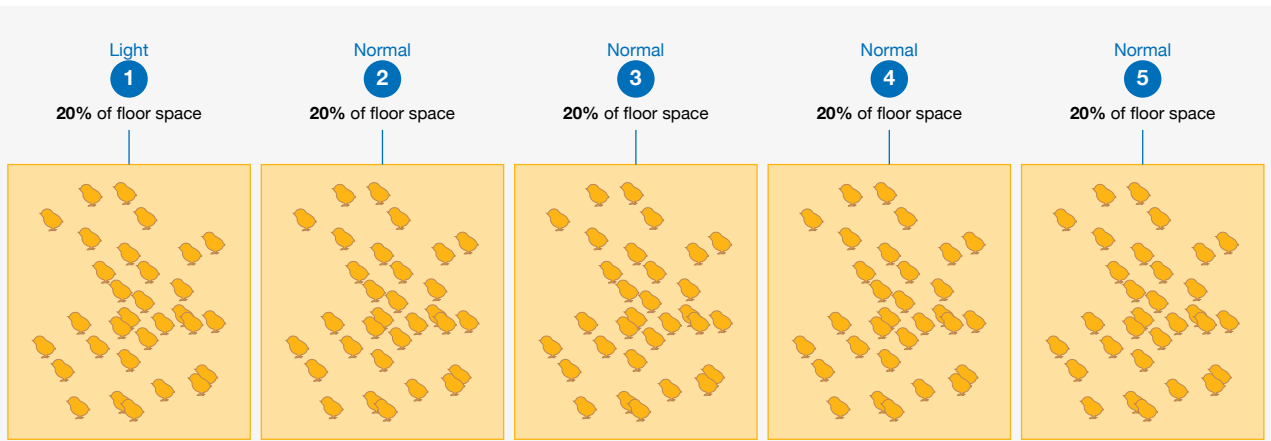 Light
1
20% of floor space
Normal
2
20% of floor space
Normal
3
20% of floor space
Normal
4
20% of floor space
Normal
5
20% of floor space